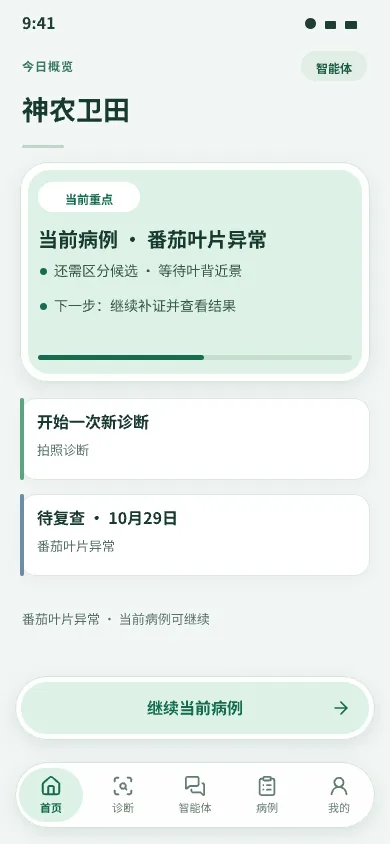 9:41
今日概览
智能体
神农卫田
当前重点
当前病例 · 番茄叶片异常
还需区分候选 · 等待叶背近景
下一步：继续补证并查看结果
开始一次新诊断
拍照诊断
待复查 · 10月29日
番茄叶片异常
番茄叶片异常 · 当前病例可继续
继续当前病例
首页
诊断
智能体
病例
我的